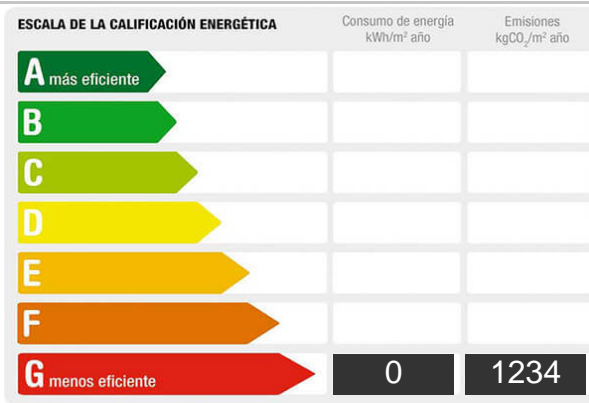 ESCALA DE LA CALIFICACIÓN ENERGÉTICA
Consumo de energía
kWh/m² año
Emisiones
kgCO₂/m² año
A más eficiente
B
C
D
E
F
G menos eficiente
0
1234